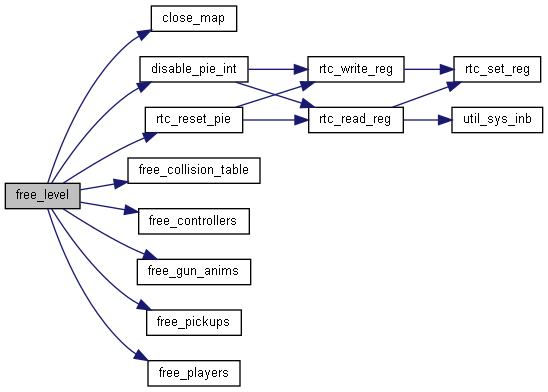 close_map
disable_pie_int
rtc_write_reg
rtc_set_reg
rtc_reset_pie
rtc_read_reg
util_sys_inb
free_collision_table
free_level
free_controllers
free_gun_anims
free_pickups
free_players